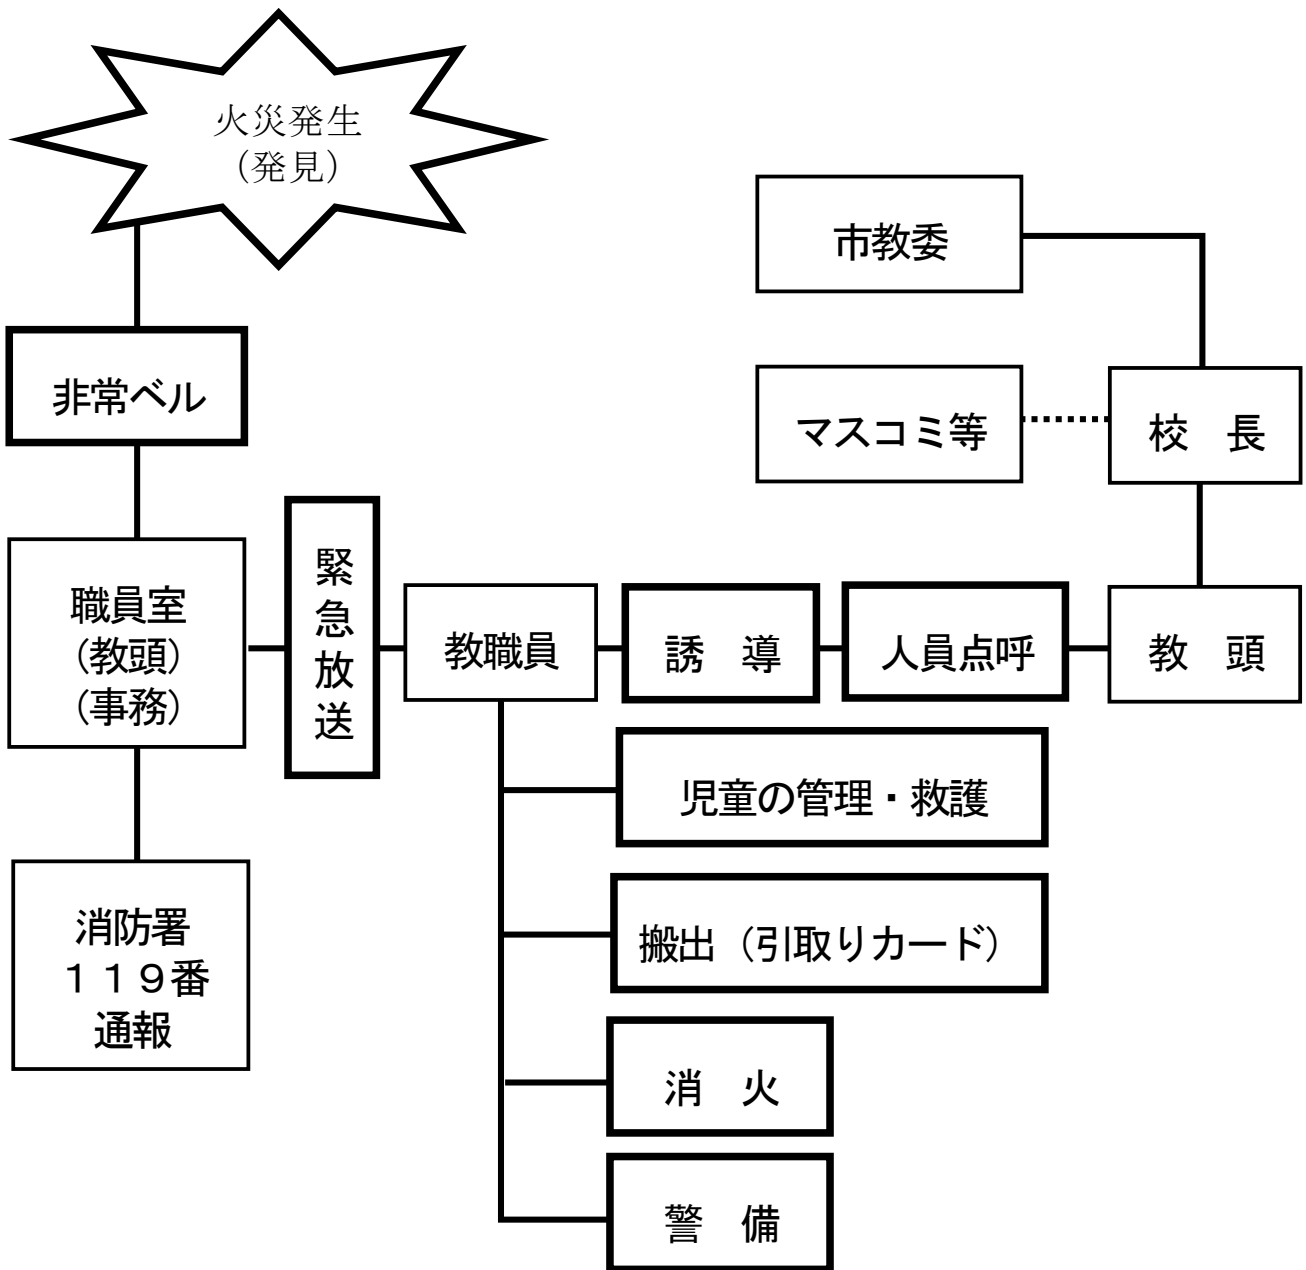 火災発生
(発見)
市教委
非常ベル
マスコミ等
校　長
緊急放送
職員室
(教頭)
(事務)
教職員
誘　導
人員点呼
教　頭
児童の管理・救護
搬出（引取りカード）
消防署
１１９番
通報
消　火
警　備